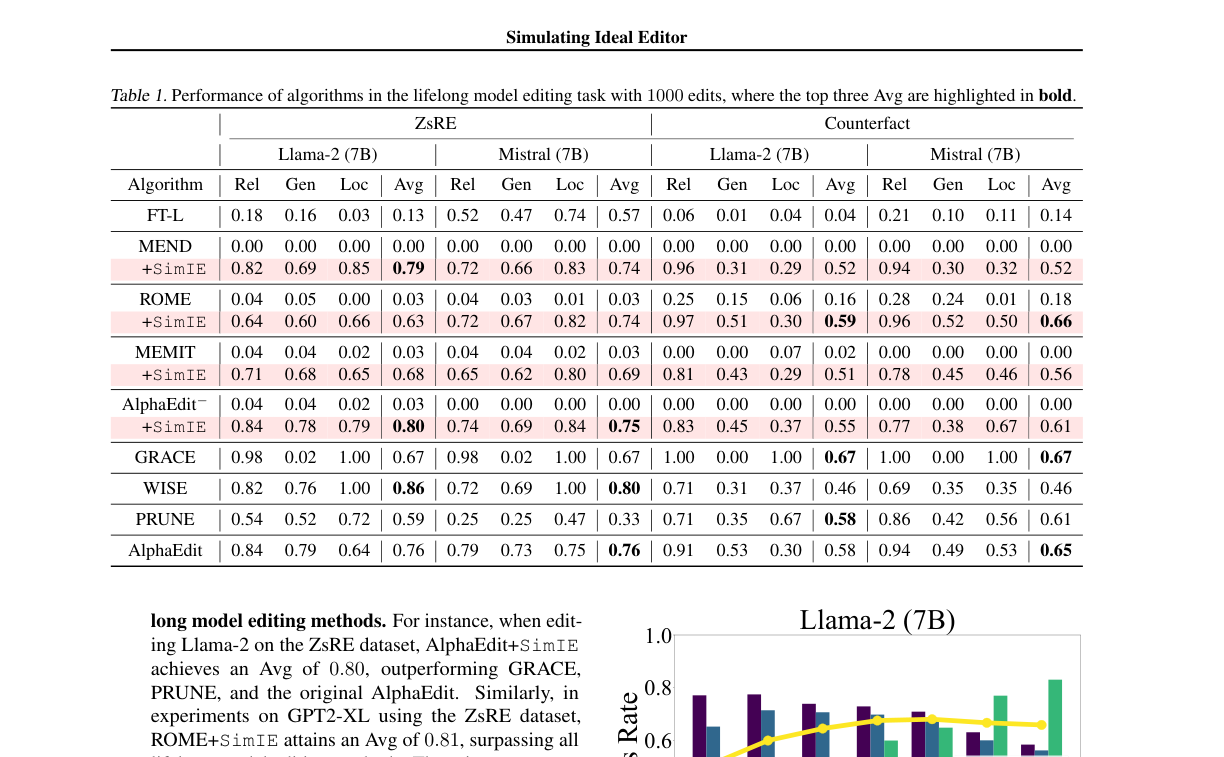 Simulating Ideal Editor
Table 1. Performance of algorithms in the lifelong model editing task with 1000 edits, where the top three Avg are highlighted in bold.
ZsRE Counterfact
Llama-2 (7B) Mistral (7B) Llama-2 (7B) Mistral (7B)
Algorithm Rel Gen Loc Avg Rel Gen Loc Avg Rel Gen Loc Avg Rel Gen Loc Avg
FT-L 0.18 0.16 0.03 0.13 0.52 0.47 0.74 0.57 0.06 0.01 0.04 0.04 0.21 0.10 0.11 0.14
MEND 0.00 0.00 0.00 0.00 0.00 0.00 0.00 0.00 0.00 0.00 0.00 0.00 0.00 0.00 0.00 0.00
+SimIE 0.82 0.69 0.85 0.79 0.72 0.66 0.83 0.74 0.96 0.31 0.29 0.52 0.94 0.30 0.32 0.52
ROME 0.04 0.05 0.00 0.03 0.04 0.03 0.01 0.03 0.25 0.15 0.06 0.16 0.28 0.24 0.01 0.18
+SimIE 0.64 0.60 0.66 0.63 0.72 0.67 0.82 0.74 0.97 0.51 0.30 0.59 0.96 0.52 0.50 0.66
MEMIT 0.04 0.04 0.02 0.03 0.04 0.04 0.02 0.03 0.00 0.00 0.07 0.02 0.00 0.00 0.00 0.00
+SimIE 0.71 0.68 0.65 0.68 0.65 0.62 0.80 0.69 0.81 0.43 0.29 0.51 0.78 0.45 0.46 0.56
AlphaEdit⁻ 0.04 0.04 0.02 0.03 0.00 0.00 0.00 0.00 0.00 0.00 0.00 0.00 0.00 0.00 0.00 0.00
+SimIE 0.84 0.78 0.79 0.80 0.74 0.69 0.84 0.75 0.83 0.45 0.37 0.55 0.77 0.38 0.67 0.61
GRACE 0.98 0.02 1.00 0.67 0.98 0.02 1.00 0.67 1.00 0.00 1.00 0.67 1.00 0.00 1.00 0.67
WISE 0.82 0.76 1.00 0.86 0.72 0.69 1.00 0.80 0.71 0.31 0.37 0.46 0.69 0.35 0.35 0.46
PRUNE 0.54 0.52 0.72 0.59 0.25 0.25 0.47 0.33 0.71 0.35 0.67 0.58 0.86 0.42 0.56 0.61
AlphaEdit 0.84 0.79 0.64 0.76 0.79 0.73 0.75 0.76 0.91 0.53 0.30 0.58 0.94 0.49 0.53 0.65
long model editing methods. For instance, when edit-
ing Llama-2 on the ZsRE dataset, AlphaEdit+SimIE
achieves an Avg of 0.80, outperforming GRACE,
PRUNE, and the original AlphaEdit. Similarly, in
experiments on GPT2-XL using the ZsRE dataset,
ROME+SimIE attains an Avg of 0.81, surpassing all
Llama-2 (7B)
1.0
0.8
0.6
Rate